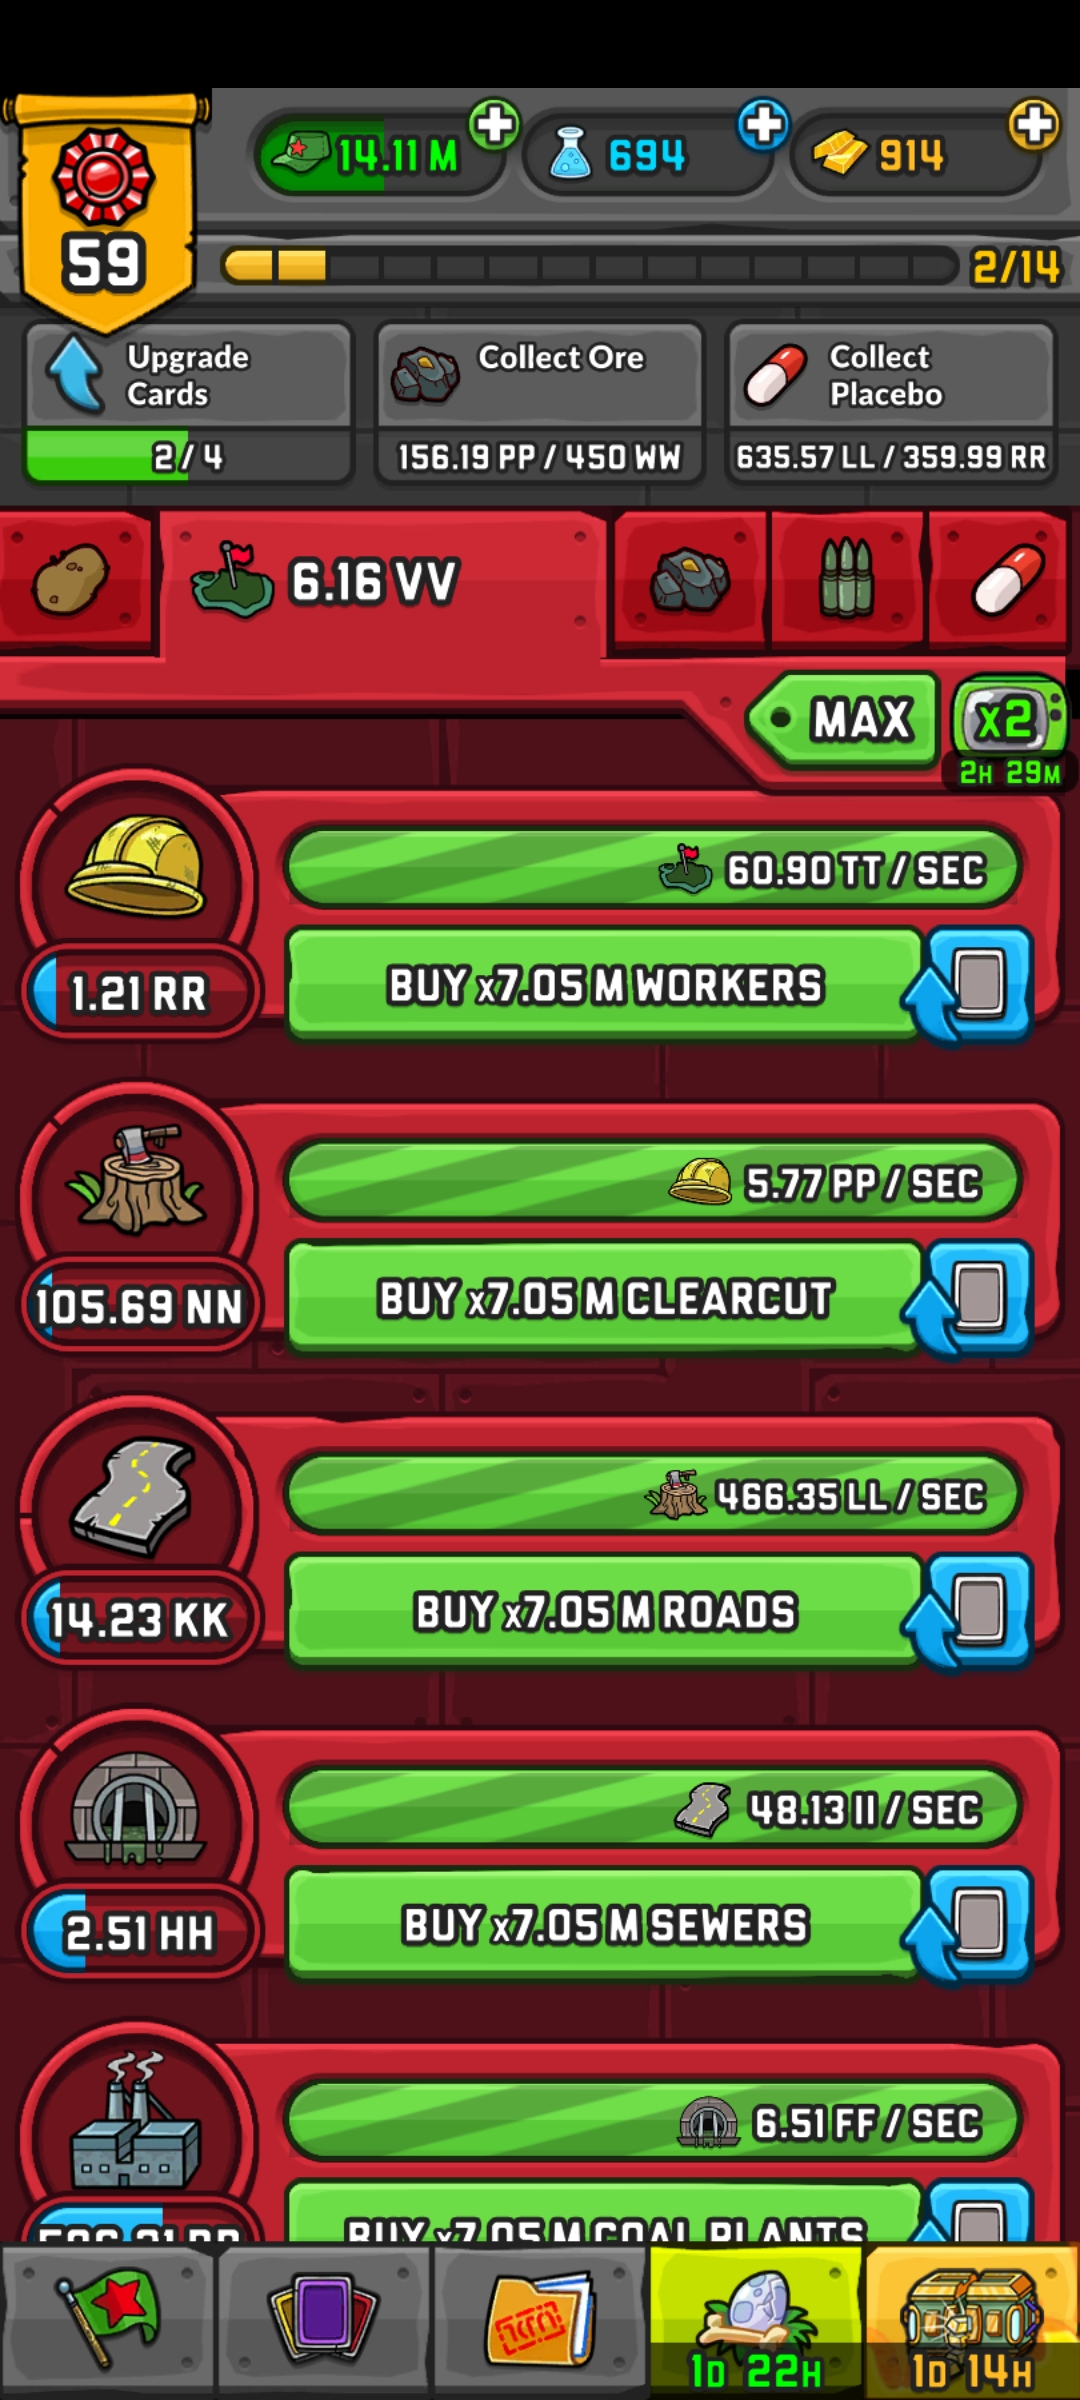 14.11 M
694
914
59
2/14
Upgrade
Cards
2/4
Collect Ore
156.19 PP / 450 WW
Collect
Placebo
635.57 LL / 359.99 RR
6.16 VV
MAX
x2
2H 29M
60.90 TT / SEC
1.21 RR
BUY x7.05 M WORKERS
5.77 PP / SEC
105.69 NN
BUY x7.05 M CLEARCUT
466.35 LL / SEC
14.23 KK
BUY x7.05 M ROADS
48.13 II / SEC
2.51 HH
BUY x7.05 M SEWERS
6.51 FF / SEC
BUY x7.05 M COAL PLANTS
1D 22H
1D 14H